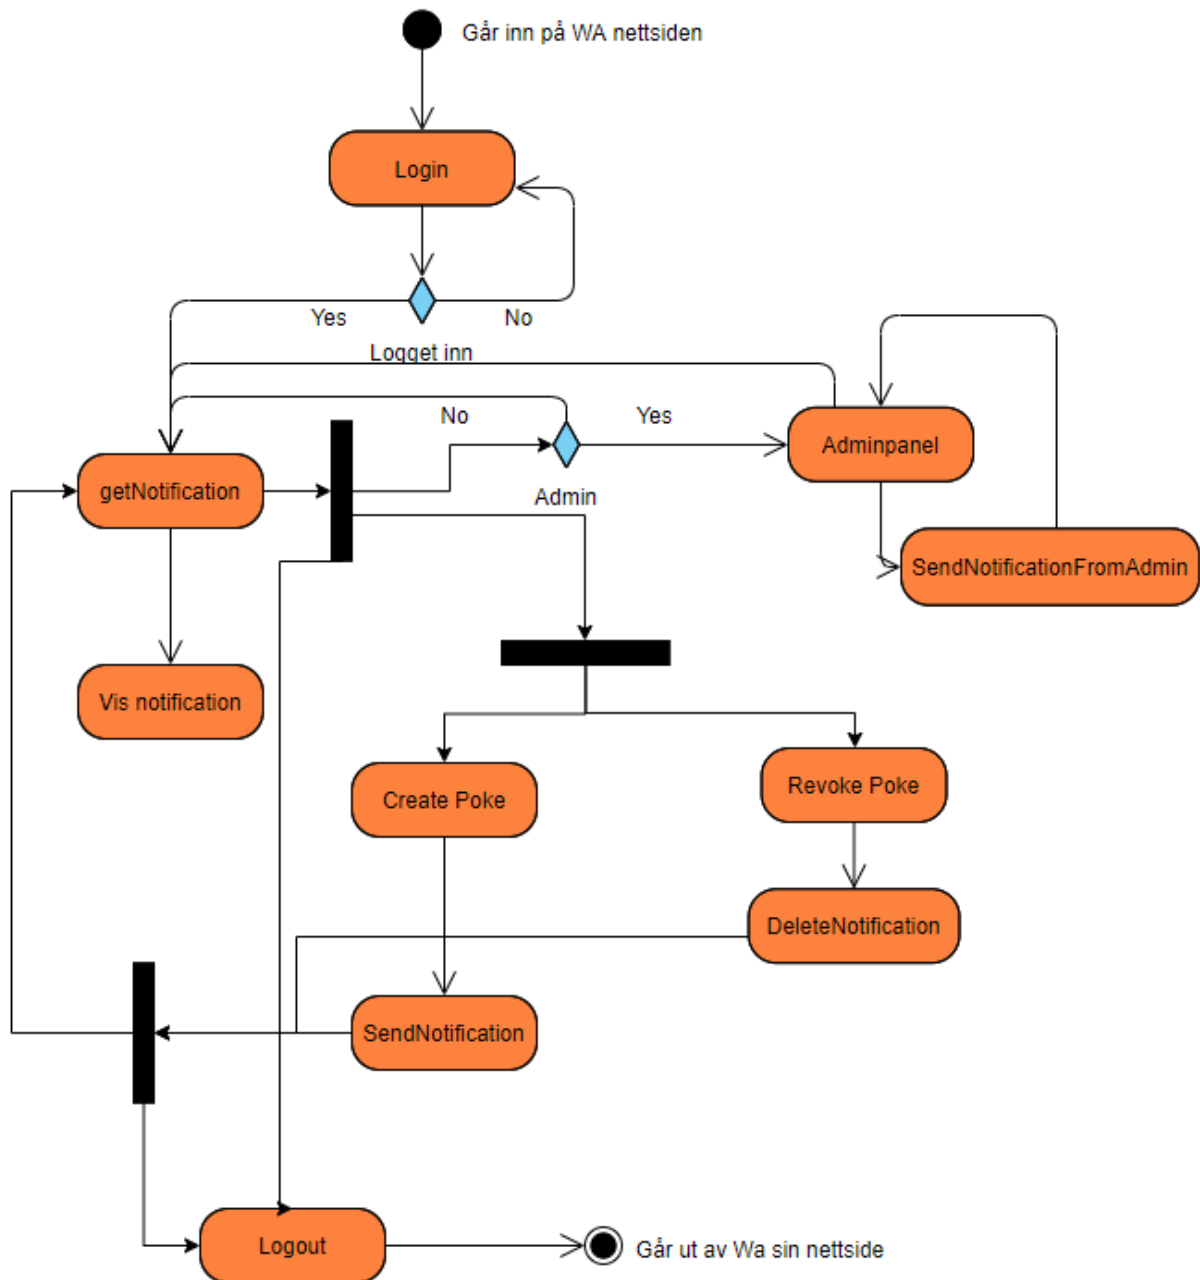 Går inn på WA nettsiden
Login
Yes
No
Logget inn
No
Yes
Adminpanel
getNotification
Admin
SendNotificationFromAdmin
Vis notification
Create Poke
Revoke Poke
DeleteNotification
SendNotification
Logout
Går ut av Wa sin nettside